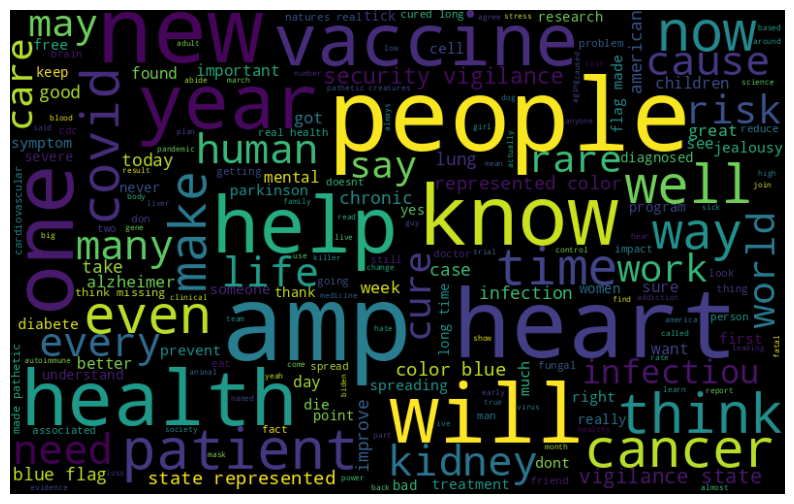 natures real
tick
cured long
agree
stress
research
may
new
vaccine
now
free
cell
low
problem
based
around
brain
adult
american
care
keep
found
important
security vigilance
cause
good
year
people
risk
children
number
abide
march
pathetic creatures
dog
flag made
cost
aging
caused
science
covid
blood
said
cdc
got
always
girl
anyone
reduce
symptom
plan
real health
great
pandemic
human
say
lung
rare
see
jealousy
severe
today
mean
actually
diagnosed
result
getting
doesnt
never
mental
represented color
well
high
join
body
liver
parkinson
chronic
program
sick
cardiovascular
one
don
family
yes
make
help
know
many
big
two
gene
read
live
guy
doctor
trial
control
impact
hear
way
world
take
life
use
killer
still
time
work
look
alzheimer
someone
going
change
case
women
sure
thing
think missing
clinical
thank
medicine
week
cure
long time
infection
find
addiction
america
person
diabete
even
amp
heart
called
first
prevent
team
hate
show
rate
leading
fatal
every
better
eat
come
spread
color blue
want
infectiou
autoimmune
animal
yeah
biden
spreading
much
fungal
made pathetic
understand
day
early
right
learn
report
health
die
point
will
true
virus
think
associated
named
improve
man
really
healthy
need
patient
society
fact
part
live
month
cancer
mask
kidney
dont
vigilance state
blue flag
state represented
loss
power
back
bad
treatment
friend
evidence
almost